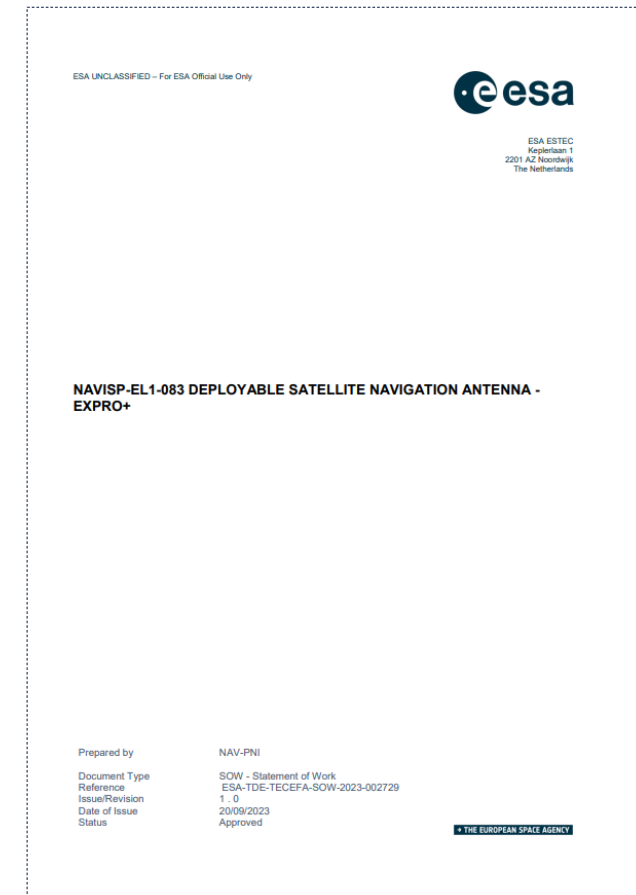 ESA UNCLASSIFIED – For ESA Official Use Only
esa
ESA ESTEC
Keplerlaan 1
2201 AZ Noordwijk
The Netherlands
NAVISP-EL1-083 DEPLOYABLE SATELLITE NAVIGATION ANTENNA -
EXPRO+
Prepared by NAV-PNI
Document Type SOW - Statement of Work
Reference ESA-TDE-TECEFA-SOW-2023-002729
Issue/Revision 1 . 0
Date of Issue 20/09/2023
Status Approved
→ THE EUROPEAN SPACE AGENCY